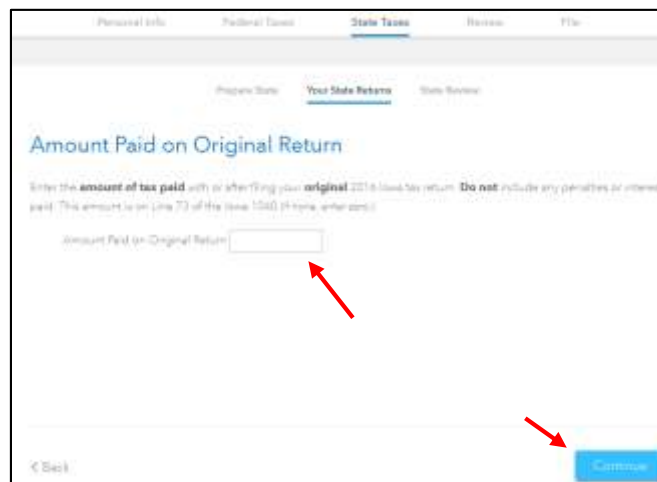 Personal Info Federal Taxes State Taxes Review File
Prepare State Your State Returns State Review
Amount Paid on Original Return
Enter the amount of tax paid with or after filing your original 2016 Iowa tax return. Do not include any penalties or interest
paid. This amount is on Line 73 of the Iowa 1040 (If none, enter zero.)
Amount Paid on Original Return
< Back Continue